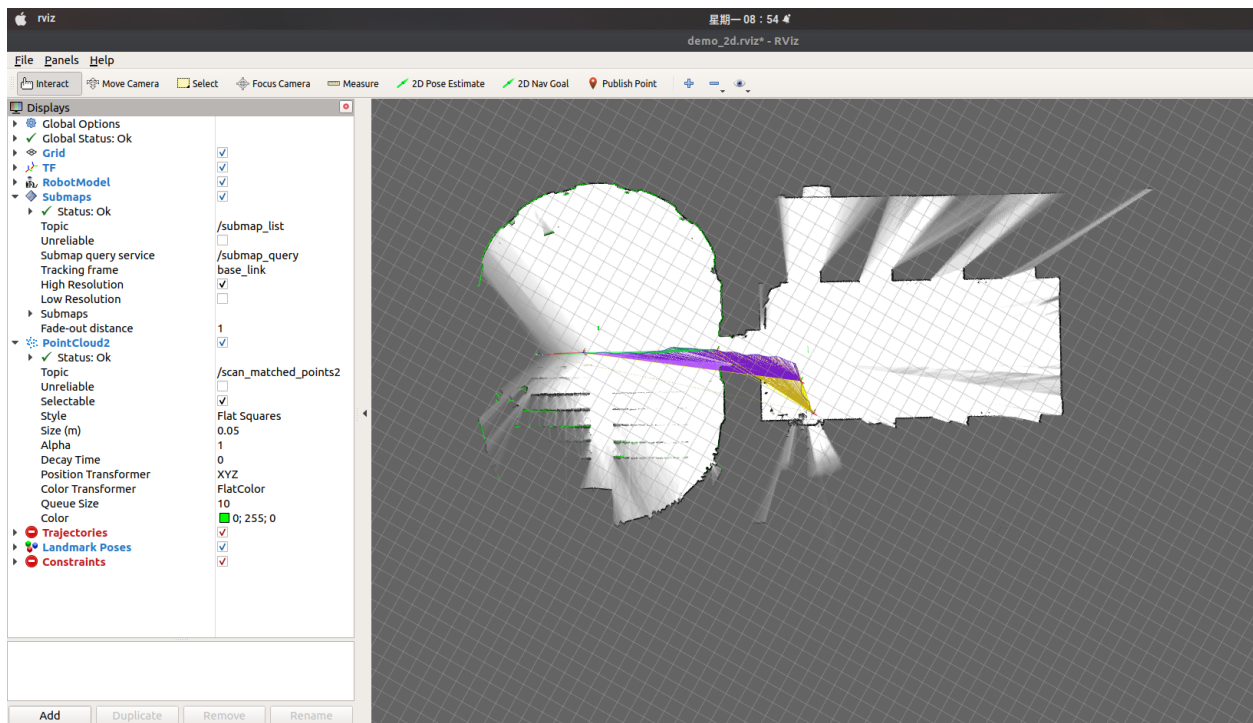 rviz
星期一 08：54
demo_2d.rviz* - RViz
File Panels Help
Interact Move Camera Select Focus Camera Measure 2D Pose Estimate 2D Nav Goal Publish Point
Displays
Global Options
Global Status: Ok
Grid
TF
RobotModel
Submaps
Status: Ok
Topic /submap_list
Unreliable
Submap query service /submap_query
Tracking frame base_link
High Resolution
Low Resolution
Submaps
Fade-out distance 1
PointCloud2
Status: Ok
Topic /scan_matched_points2
Unreliable
Selectable
Style Flat Squares
Size (m) 0.05
Alpha 1
Decay Time 0
Position Transformer XYZ
Color Transformer FlatColor
Queue Size 10
Color 0; 255; 0
Trajectories
Landmark Poses
Constraints
Add Duplicate Remove Rename